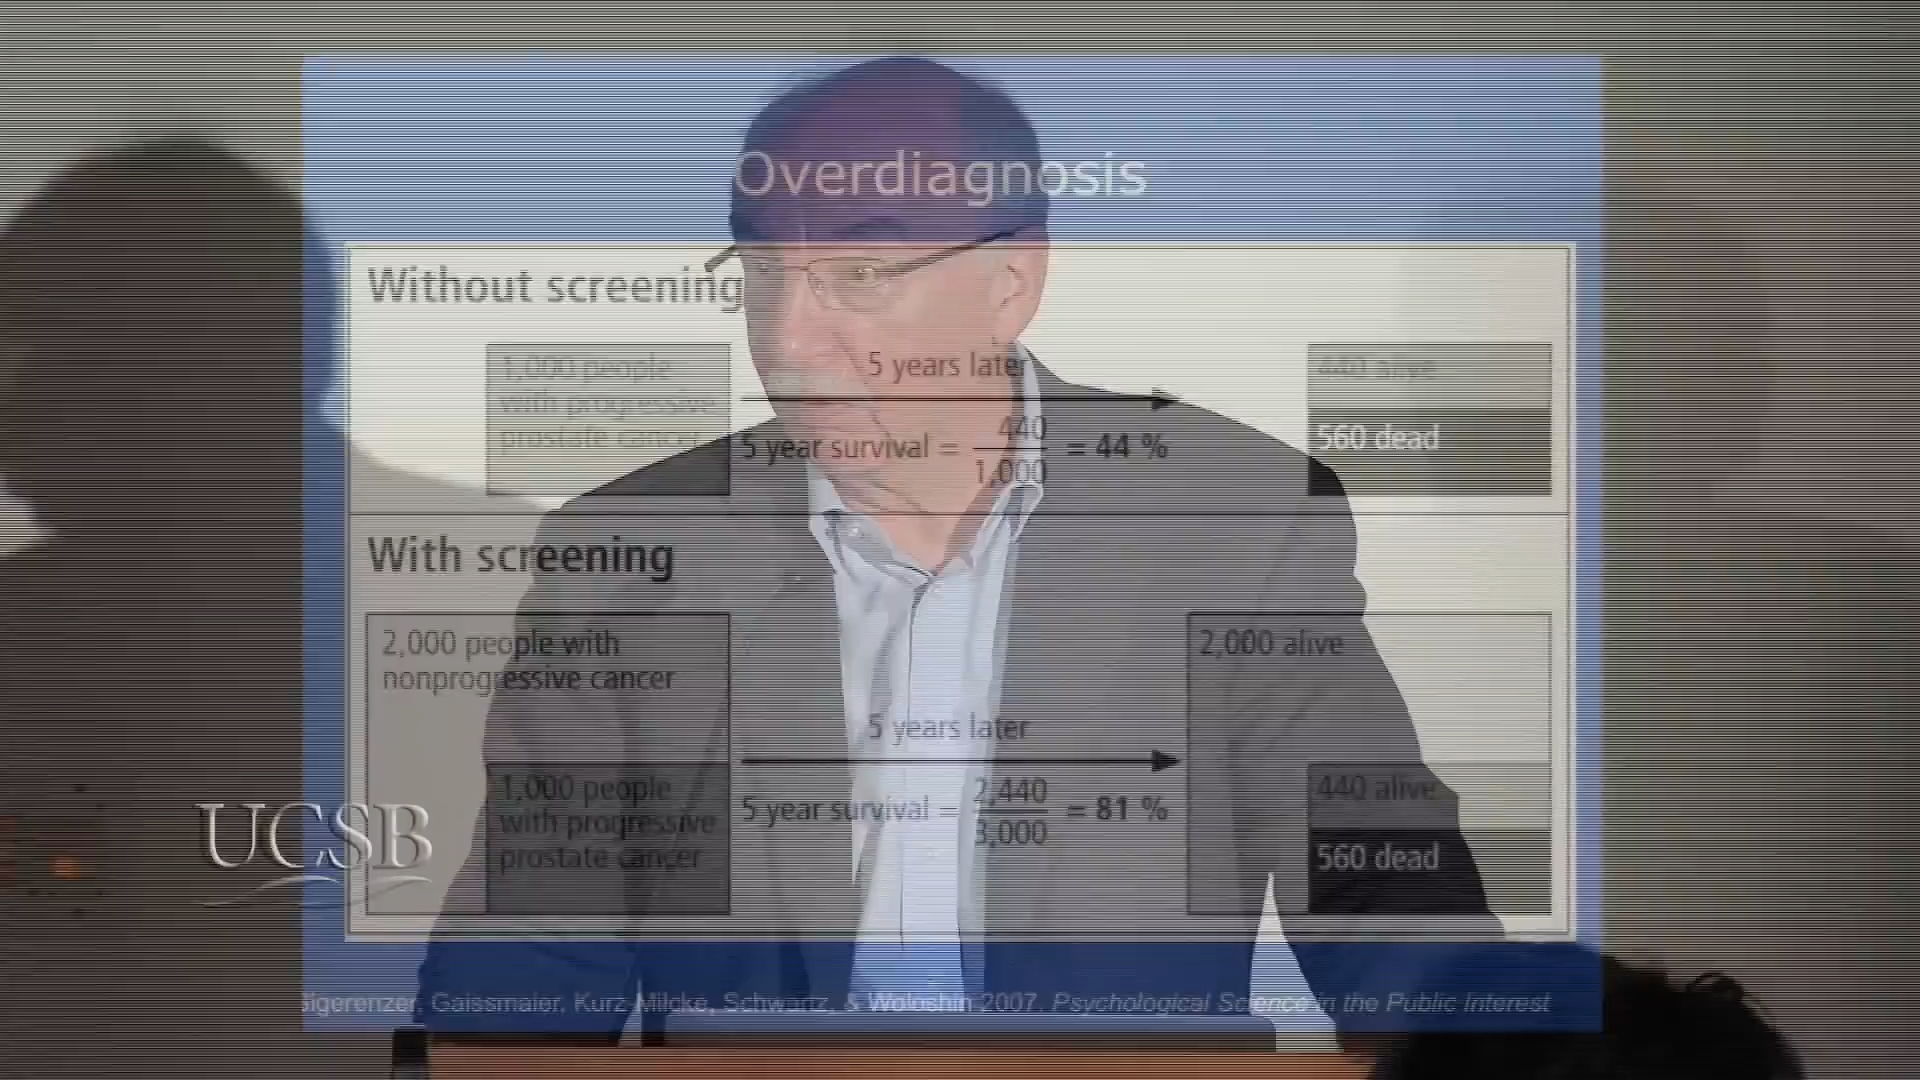 Overdiagnosis
Without screening
1,000 people
with progressive
prostate cancer
5 years later
5 year survival = 440 / 1,000 = 44 %
440 alive
560 dead
With screening
2,000 people with
nonprogressive cancer
1,000 people
with progressive
prostate cancer
5 years later
5 year survival = 2,440 / 3,000 = 81 %
2,000 alive
440 alive
560 dead
UCSB
Gigerenzer, Gaissmaier, Kurz-Milcke, Schwartz, & Woloshin 2007. Psychological Science in the Public Interest